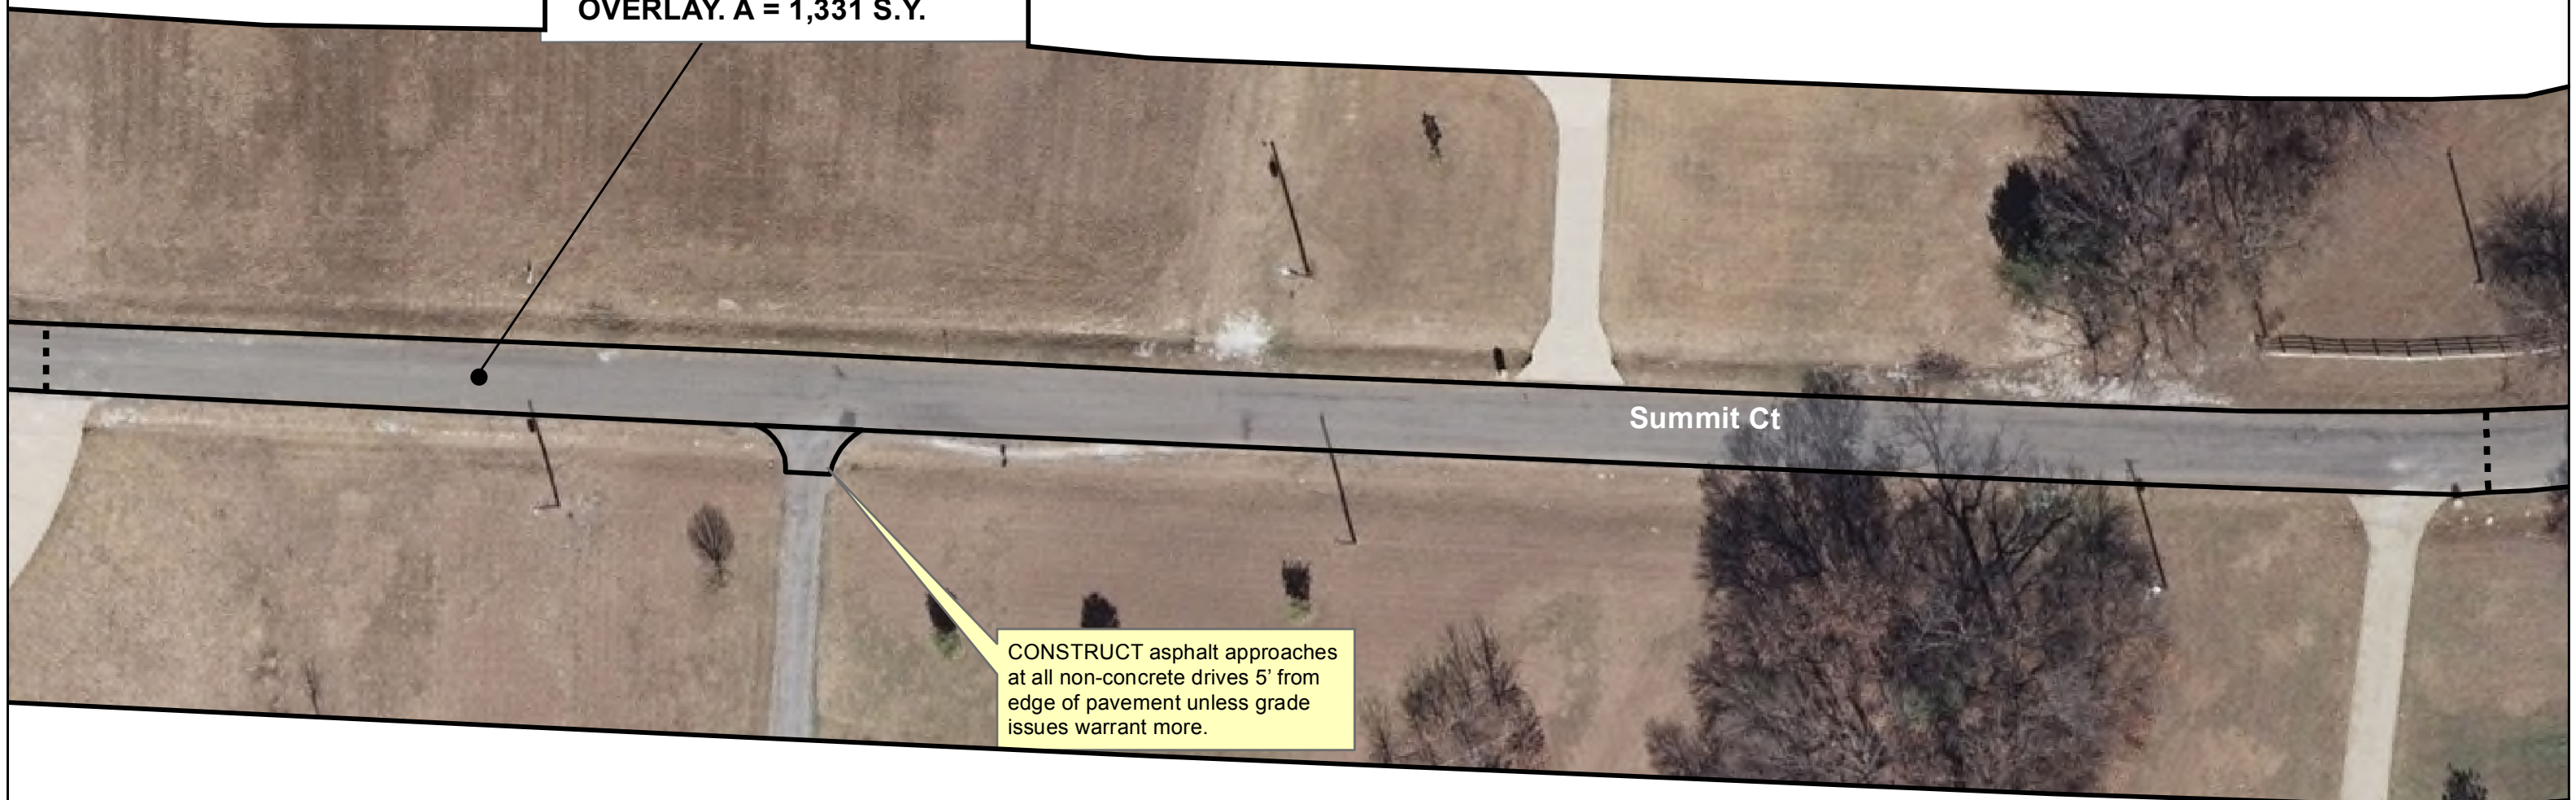 OVERLAY. A = 1,331 S.Y.
Summit Ct
CONSTRUCT asphalt approaches
at all non-concrete drives 5’ from
edge of pavement unless grade
issues warrant more.